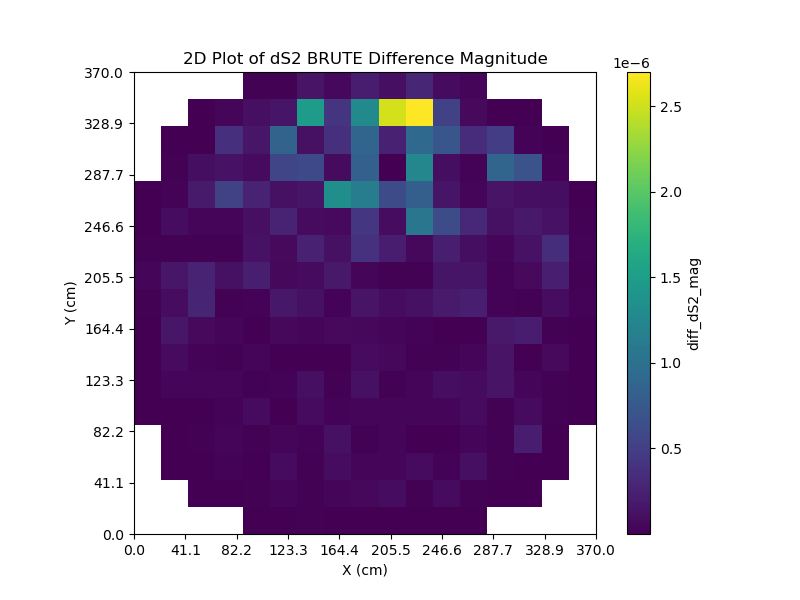 2D Plot of dS2 BRUTE Difference Magnitude
1e−6
370.0
328.9
287.7
246.6
205.5
164.4
123.3
82.2
41.1
0.0
Y (cm)
0.0 41.1 82.2 123.3 164.4 205.5 246.6 287.7 328.9 370.0
X (cm)
2.5
2.0
1.5
1.0
0.5
diff_dS2_mag